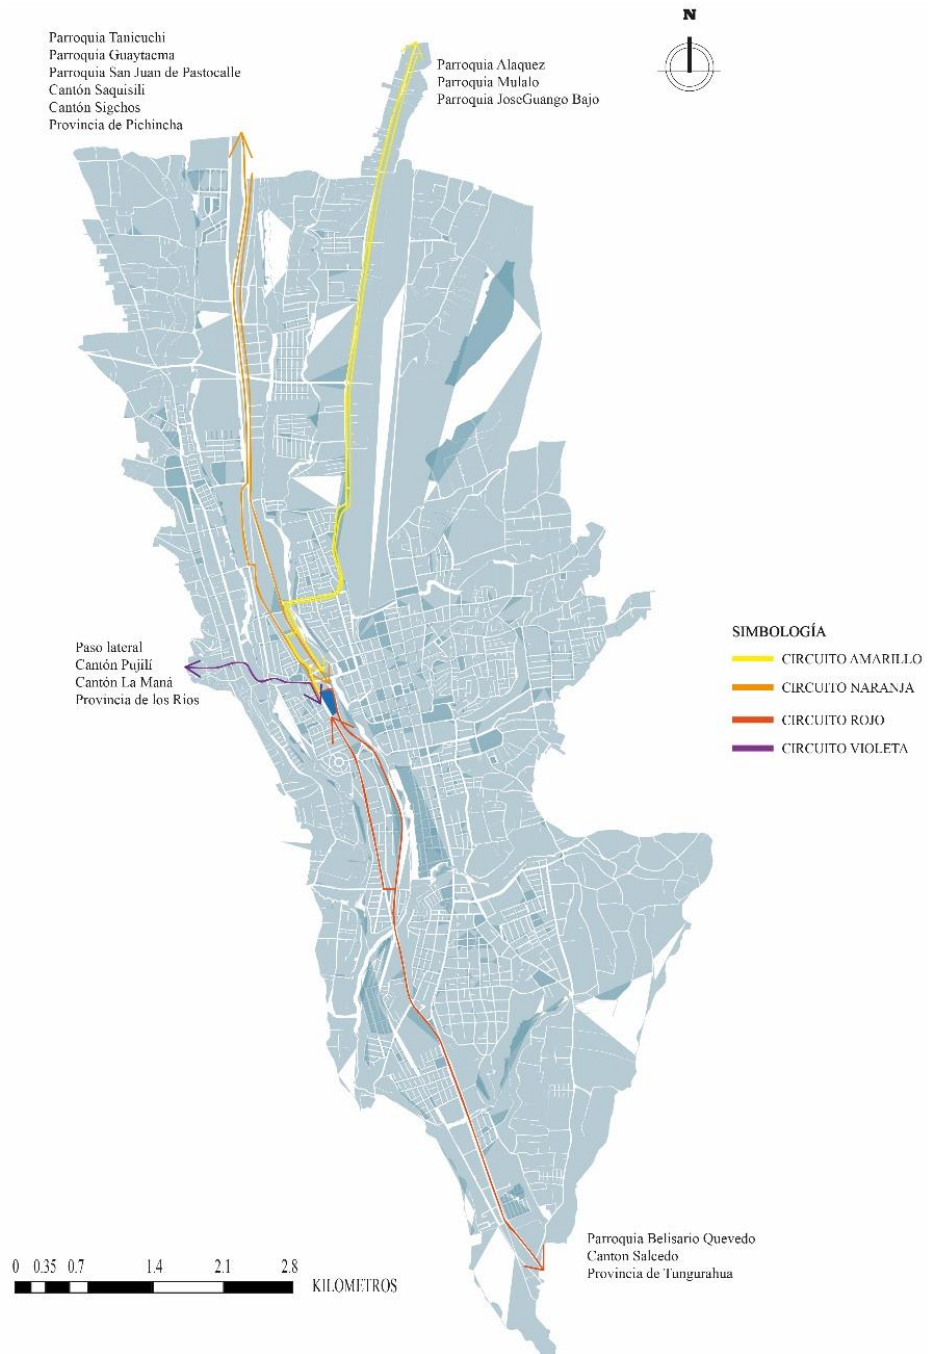 N
Parroquia Tanicuchi
Parroquia Guaytacma
Parroquia San Juan de Pastocalle
Cantón Saquisili
Cantón Sigchos
Provincia de Pichincha
Parroquia Alaquez
Parroquia Mulalo
Parroquia JoseGuango Bajo
Paso lateral
Cantón Pujilí
Cantón La Maná
Provincia de los Ríos
SIMBOLOGÍA
CIRCUITO AMARILLO
CIRCUITO NARANJA
CIRCUITO ROJO
CIRCUITO VIOLETA
Parroquia Belisario Quevedo
Canton Salcedo
Provincia de Tungurahua
0 0.35 0.7 1.4 2.1 2.8
KILOMETROS